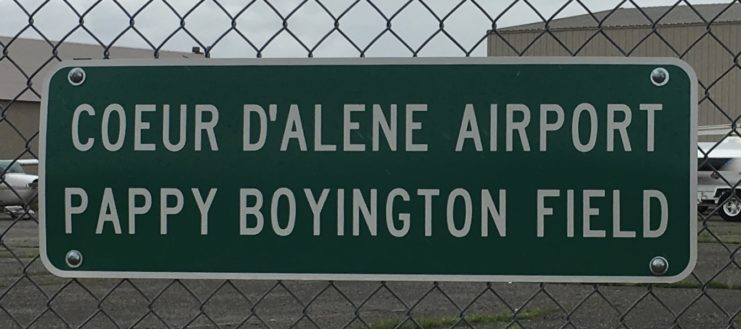 COEUR D'ALENE AIRPORT
PAPPY BOYINGTON FIELD